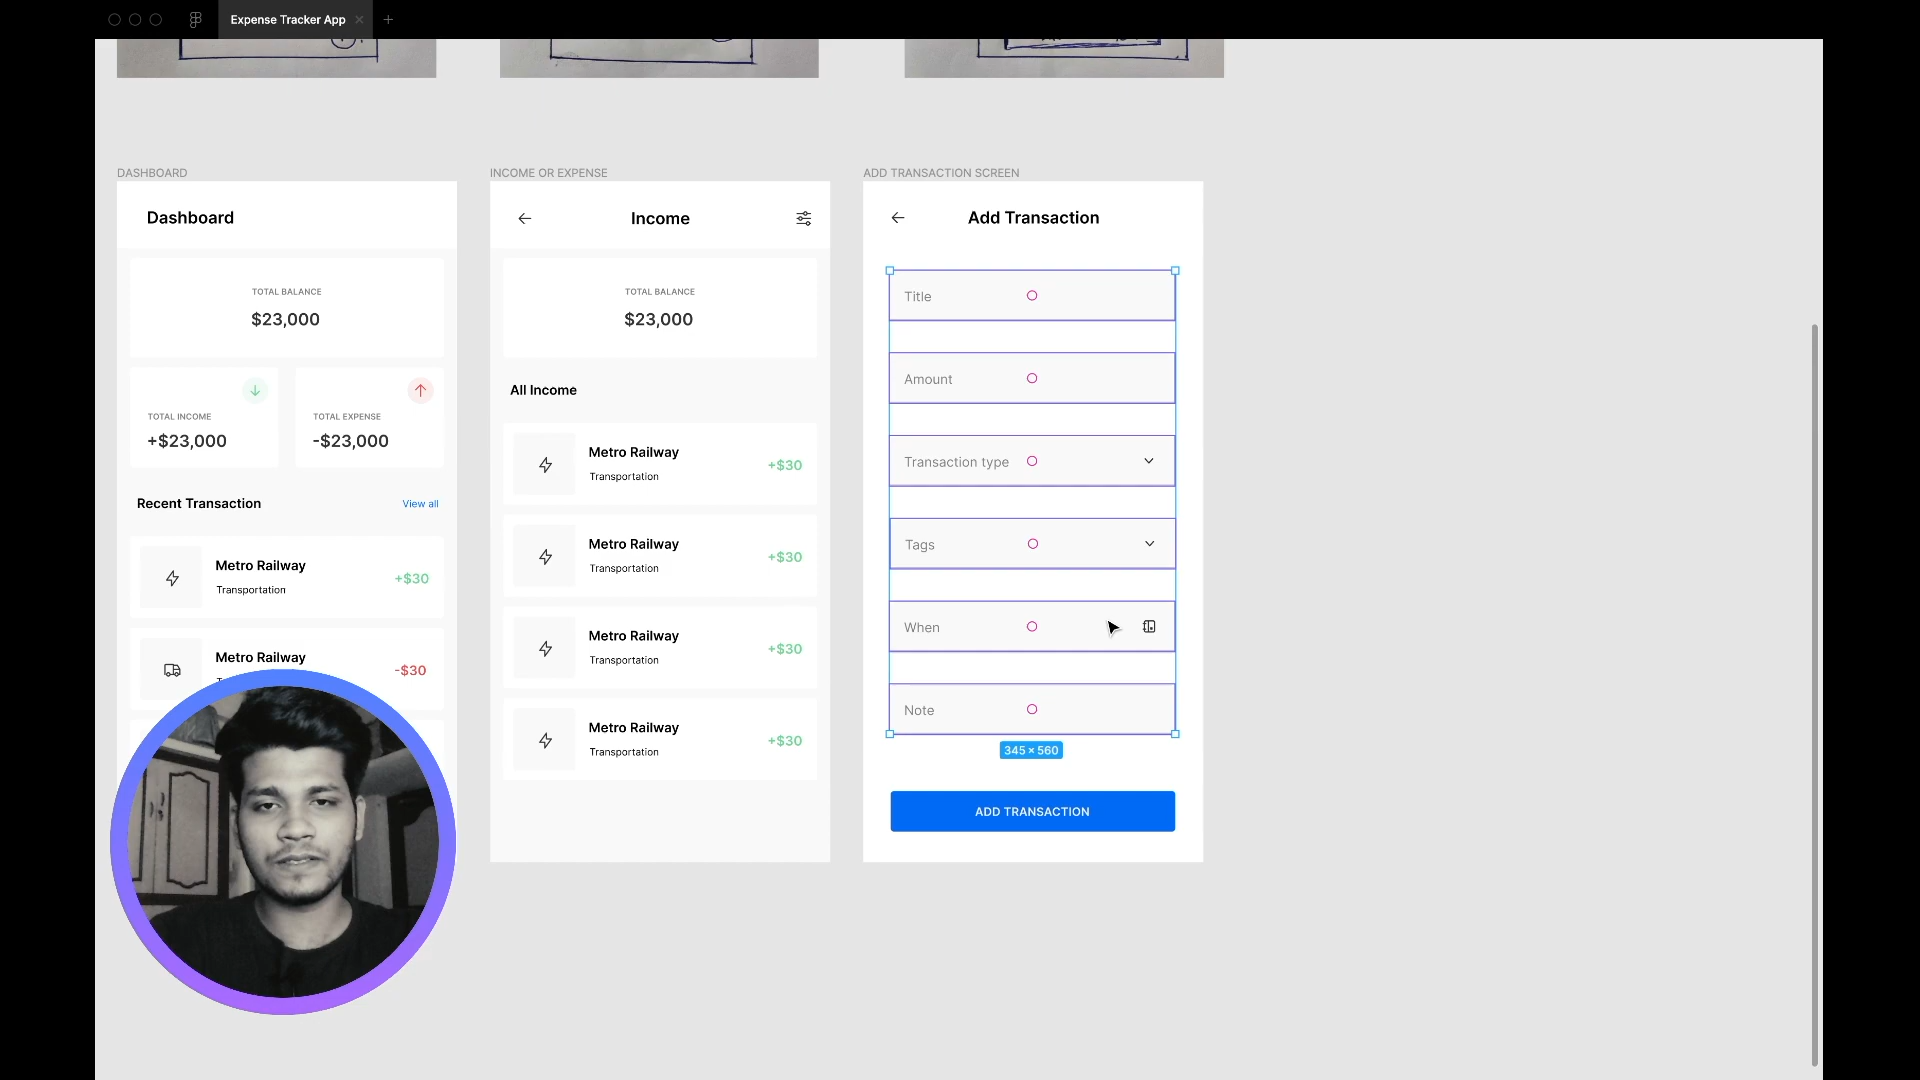 Expense Tracker App
DASHBOARD
Dashboard
TOTAL BALANCE
$23,000
TOTAL INCOME
+$23,000
TOTAL EXPENSE
-$23,000
Recent Transaction
View all
Metro Railway
Transportation
+$30
Metro Railway
-$30
INCOME OR EXPENSE
Income
TOTAL BALANCE
$23,000
All Income
Metro Railway
Transportation
+$30
Metro Railway
Transportation
+$30
Metro Railway
Transportation
+$30
Metro Railway
Transportation
+$30
ADD TRANSACTION SCREEN
Add Transaction
Title
Amount
Transaction type
Tags
When
Note
345 × 560
ADD TRANSACTION